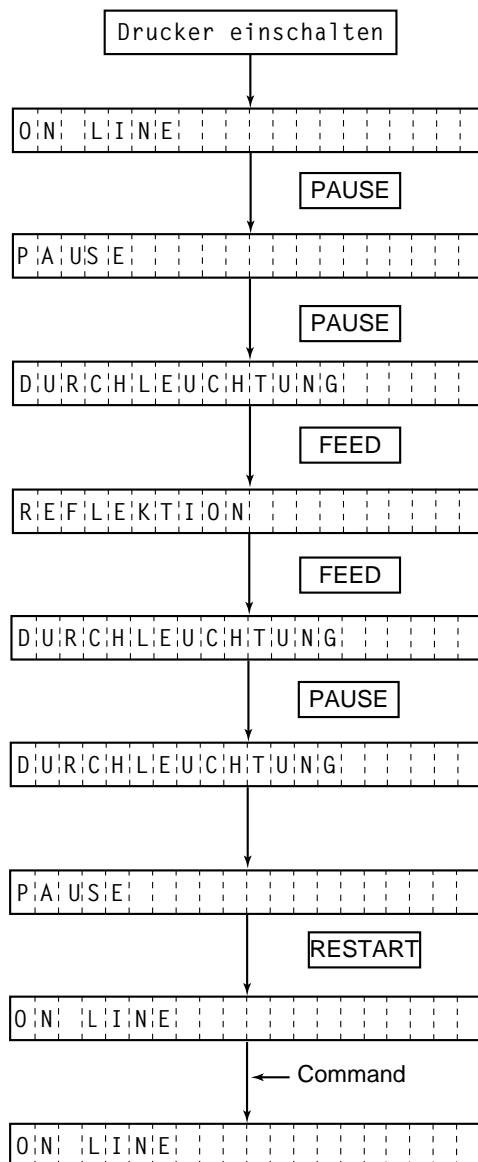 Drucker einschalten
ON LINE
PAUSE
PAUSE
PAUSE
DURCHLEUCHTUNG
FEED
REFLEKTION
FEED
DURCHLEUCHTUNG
PAUSE
DURCHLEUCHTUNG
PAUSE
RESTART
ON LINE
Command
ON LINE